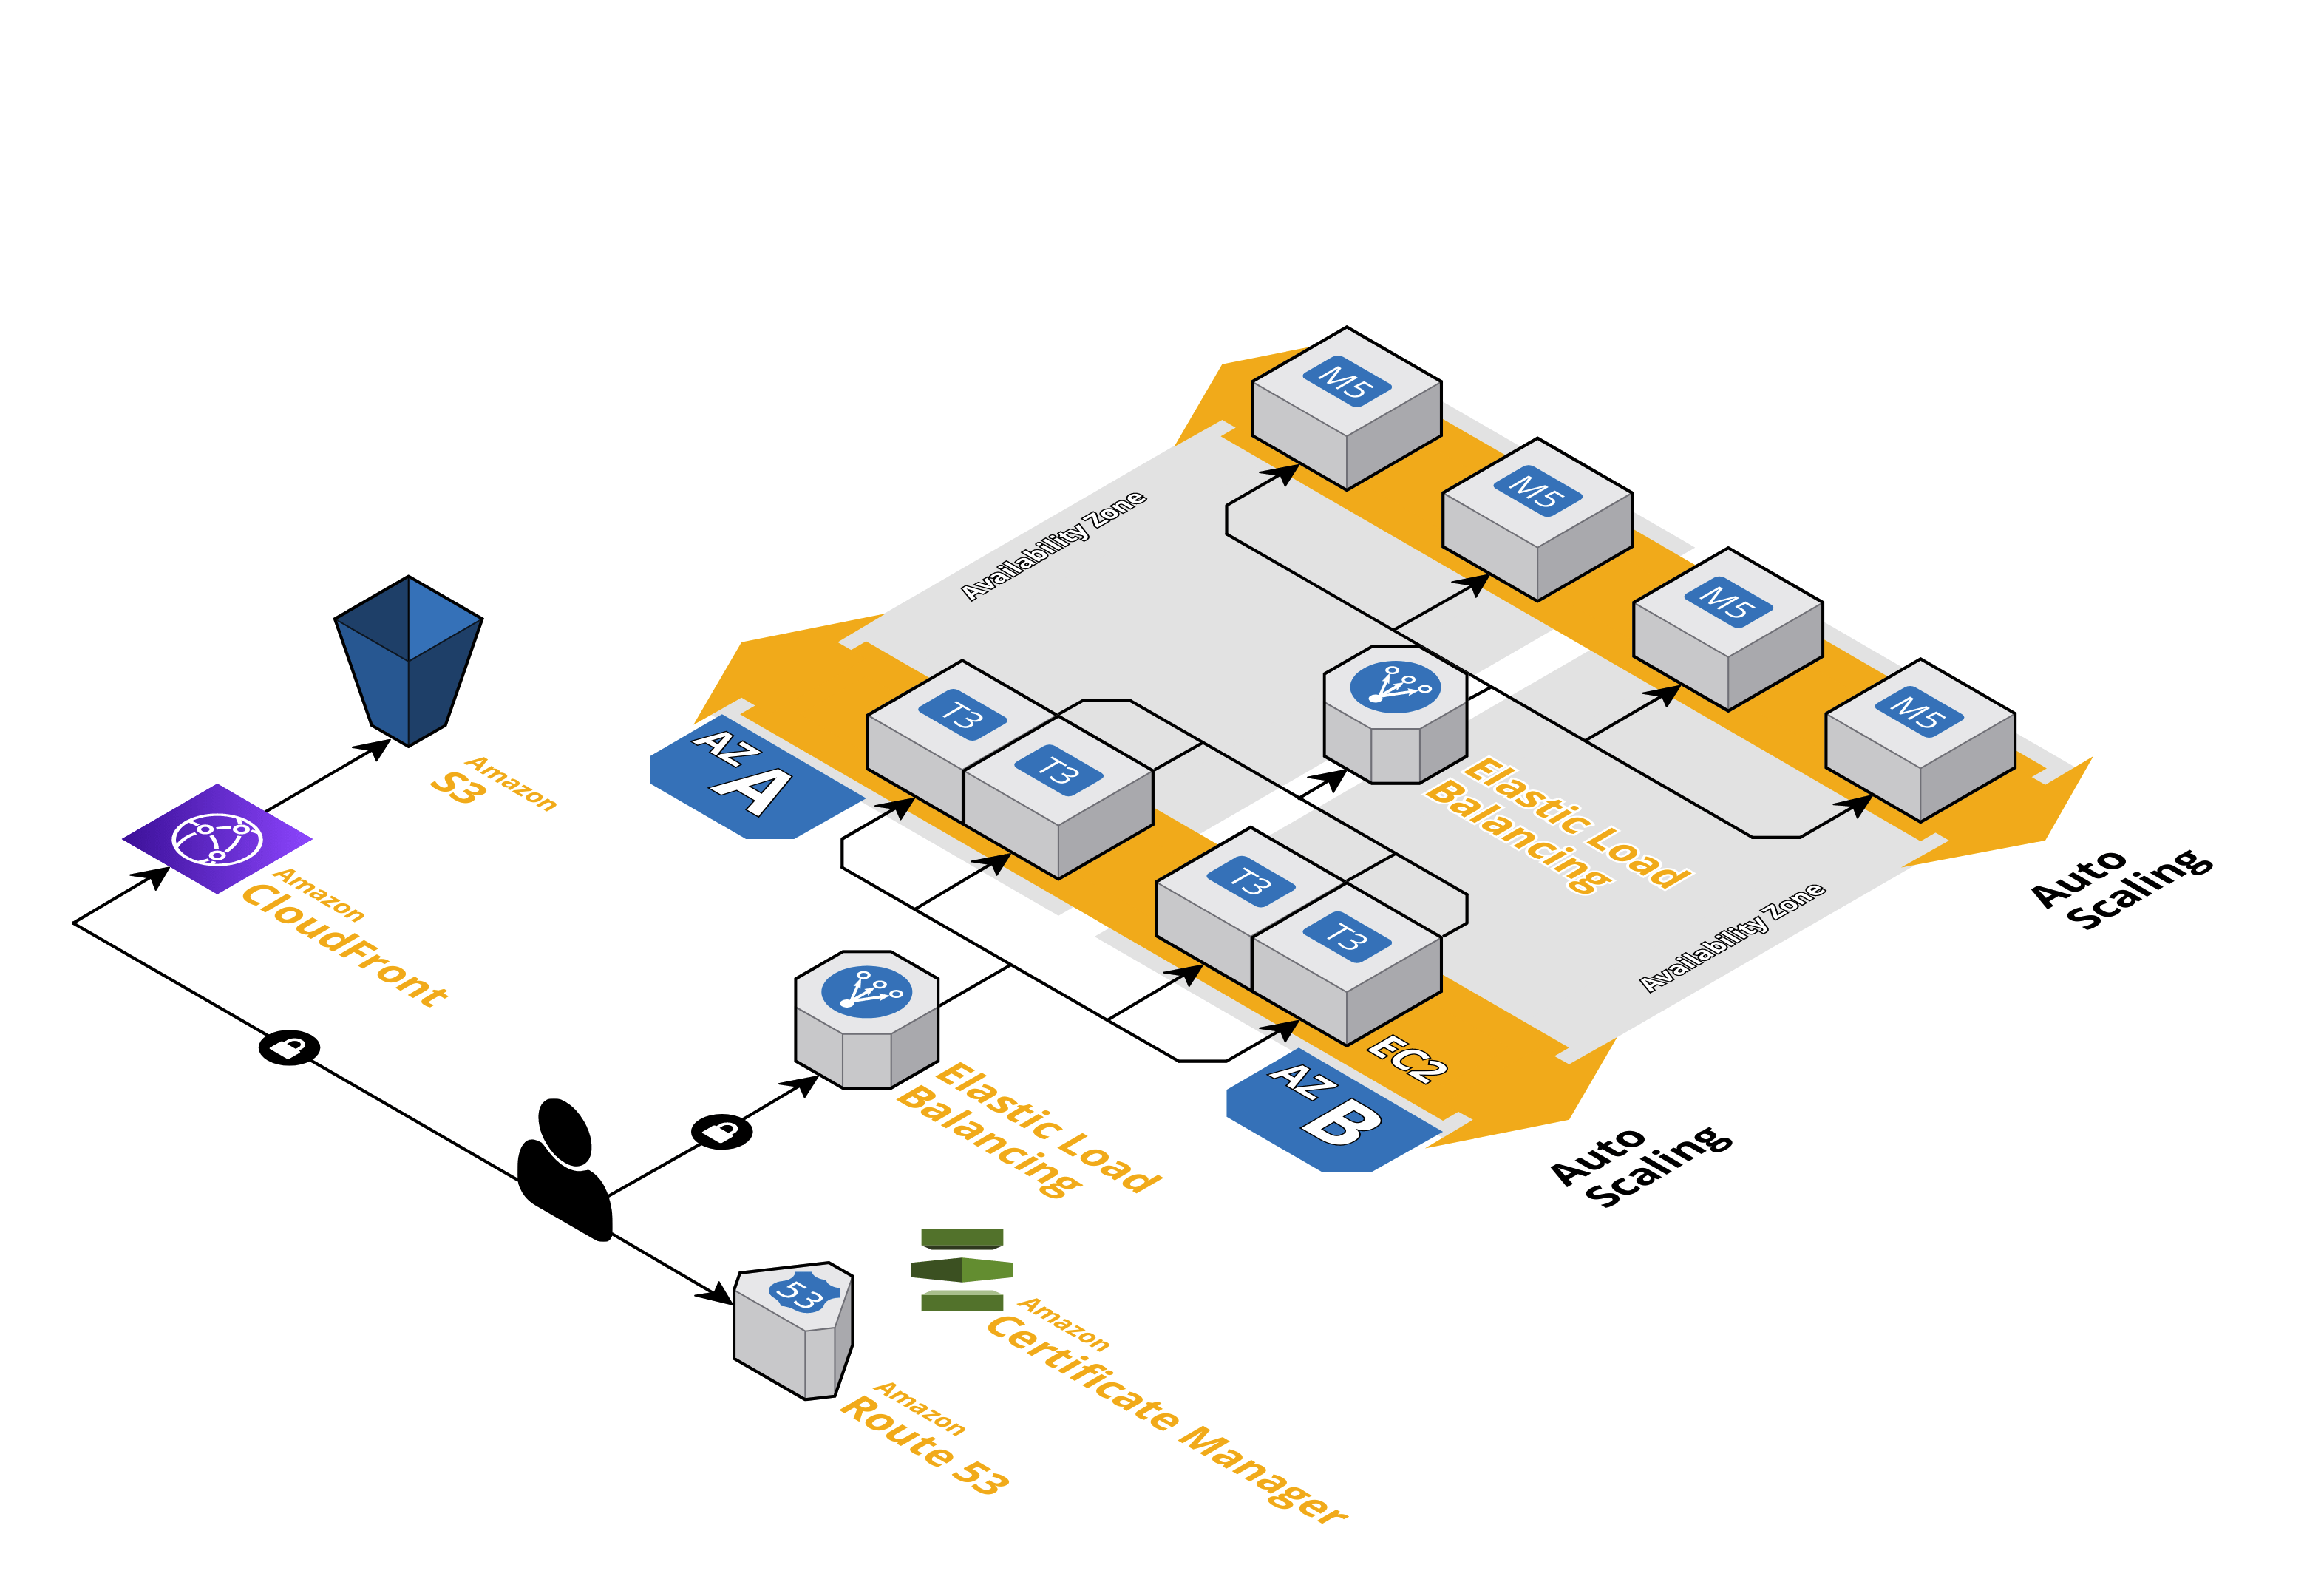 M5
M5
M5
M5
Availability Zone
T3
T3
T3
T3
AZ
A
Amazon
S3
Amazon
CloudFront
Elastic Load
Balancing
Auto
Scaling
Availability Zone
EC2
AZ
B
Elastic Load
Balancing
Auto
Scaling
53
Amazon
Certificate Manager
Amazon
Route 53